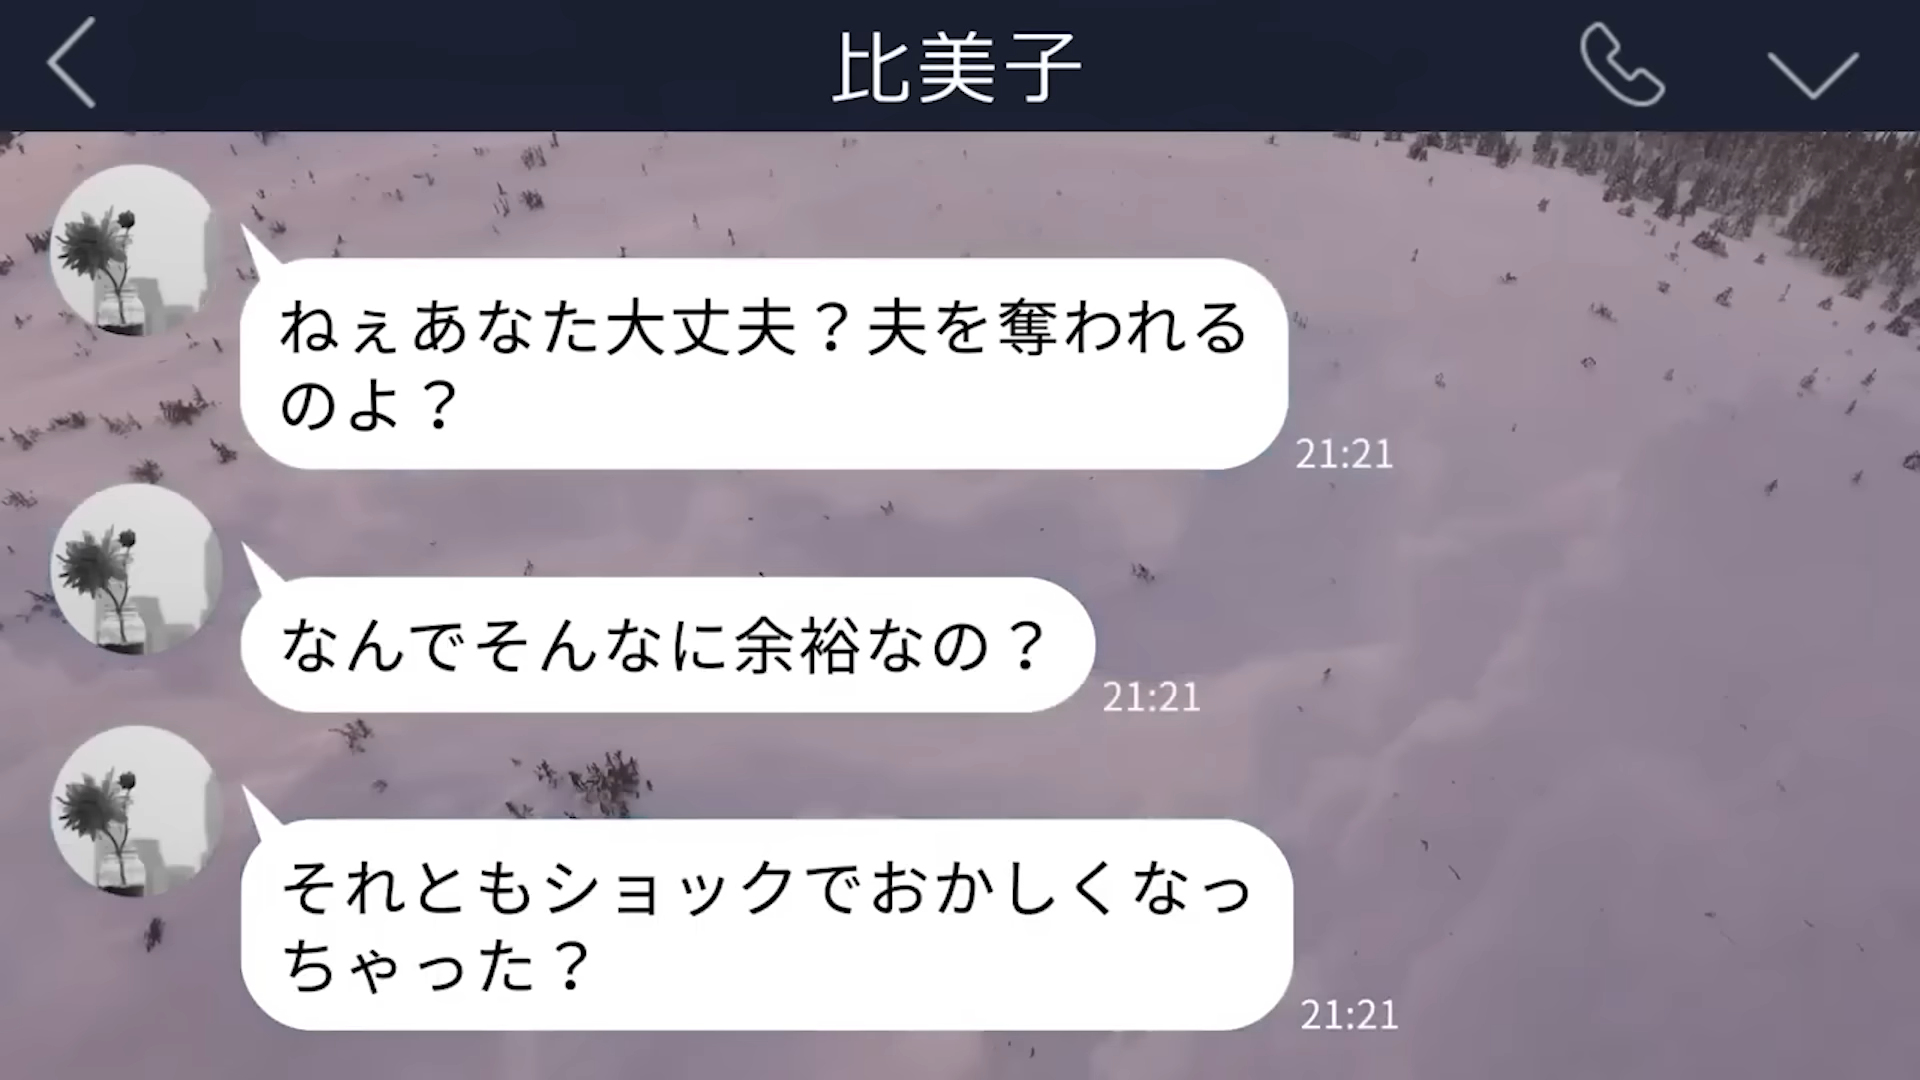 比美子
ねぇあなた大丈夫？夫を奪われる
のよ？
21:21
なんでそんなに余裕なの？
21:21
それともショックでおかしくなっ
ちゃった？
21:21